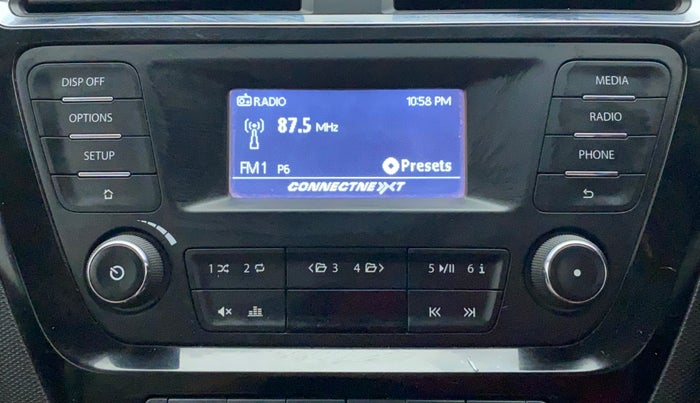 DISP OFF
OPTIONS
SETUP
RADIO 10:58 PM
87.5 MHz
FM1 P6 Presets
CONNECTNEXT
MEDIA
RADIO
PHONE
1 2 < 3 4 > 5 6 i